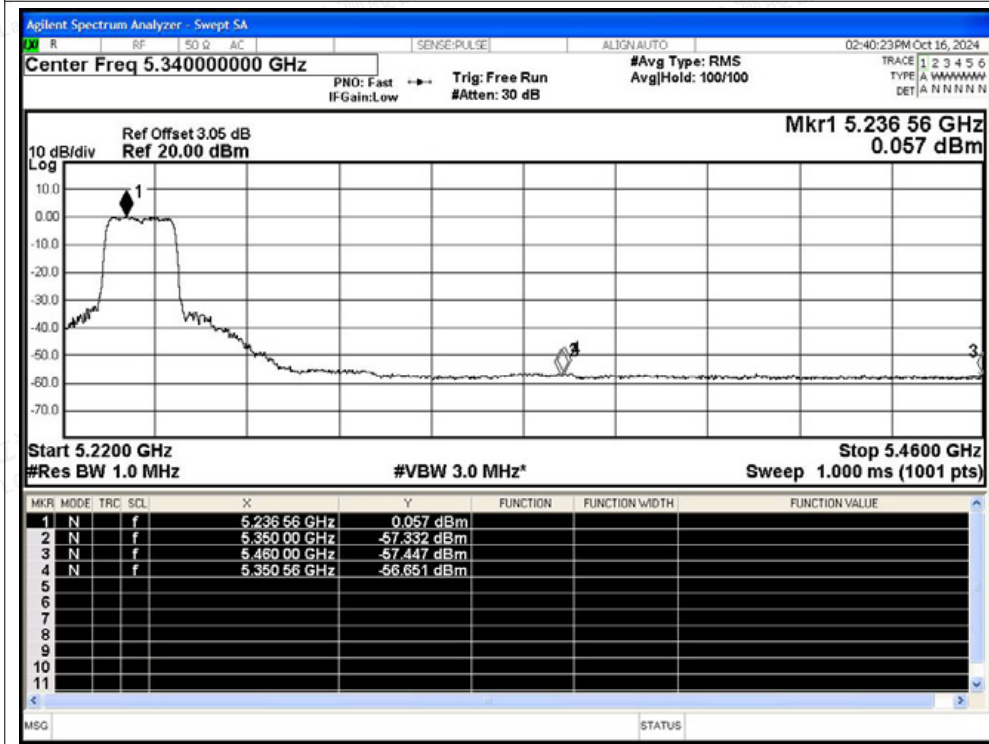 Agilent Spectrum Analyzer - Swept SA
R RF 50 Ω AC SENSE:PULSE ALIGN AUTO 02:40:23 PM Oct 16, 2024
Center Freq 5.340000000 GHz
PNO: Fast
IFGain:Low
Trig: Free Run
#Atten: 30 dB
#Avg Type: RMS
Avg|Hold: 100/100
TRACE 1 2 3 4 5 6
TYPE A WWWWW
DET A N N N N N
Mkr1 5.236 56 GHz
0.057 dBm
Ref Offset 3.05 dB
10 dB/div Ref 20.00 dBm
Log
10.0
0.00
-10.0
-20.0
-30.0
-40.0
-50.0
-60.0
-70.0
1
3
Start 5.2200 GHz Stop 5.4600 GHz
#Res BW 1.0 MHz #VBW 3.0 MHz* Sweep 1.000 ms (1001 pts)
MKR MODE TRC SCL X Y FUNCTION FUNCTION WIDTH FUNCTION VALUE
1 N f 5.236 56 GHz 0.057 dBm
2 N f 5.350 00 GHz -57.332 dBm
3 N f 5.460 00 GHz -57.447 dBm
4 N f 5.350 56 GHz -56.651 dBm
5
6
7
8
9
10
11
MSG STATUS